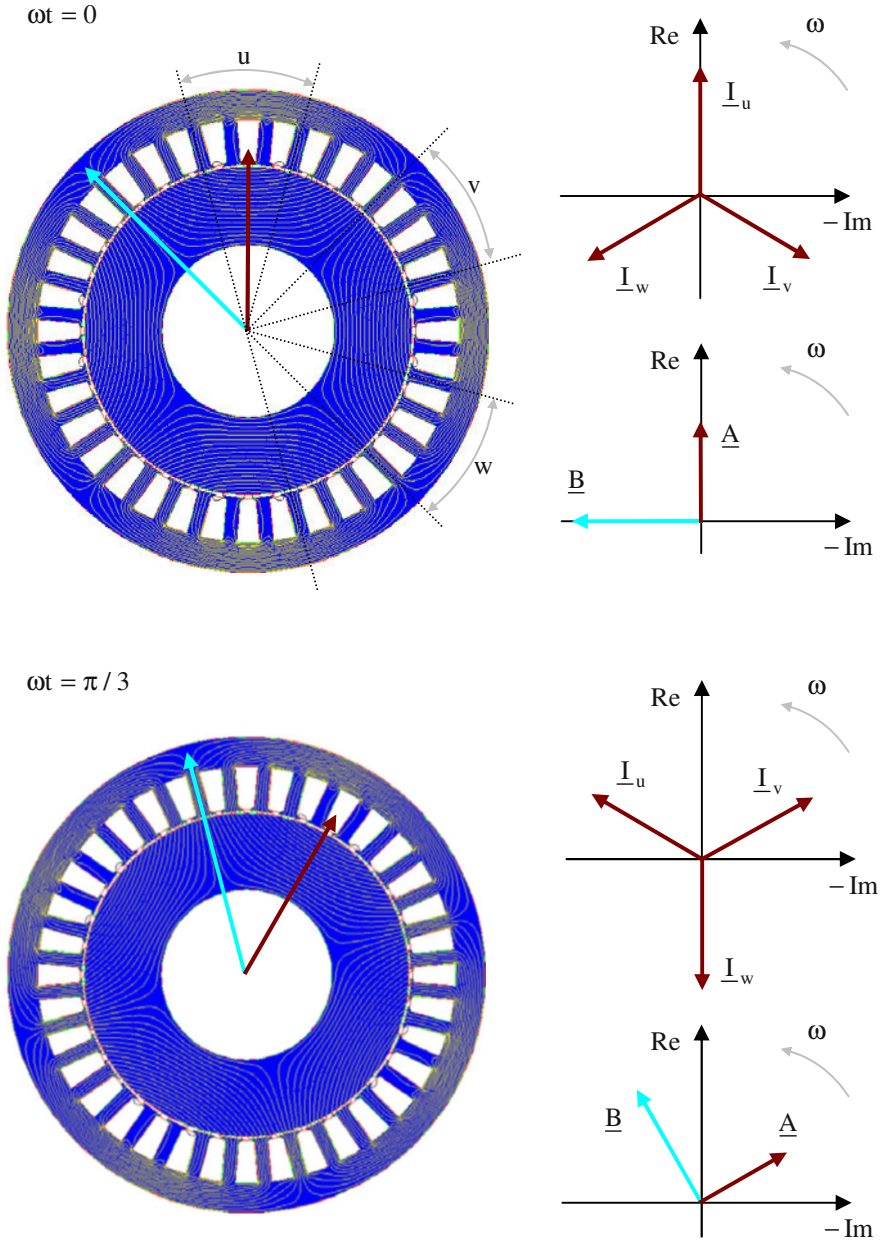 ωt = 0
u
v
w
Re
ω
I u
– Im
I w
I v
Re
ω
A
B
– Im
ωt = π / 3
Re
ω
I u
I v
– Im
I w
Re
ω
B
A
– Im